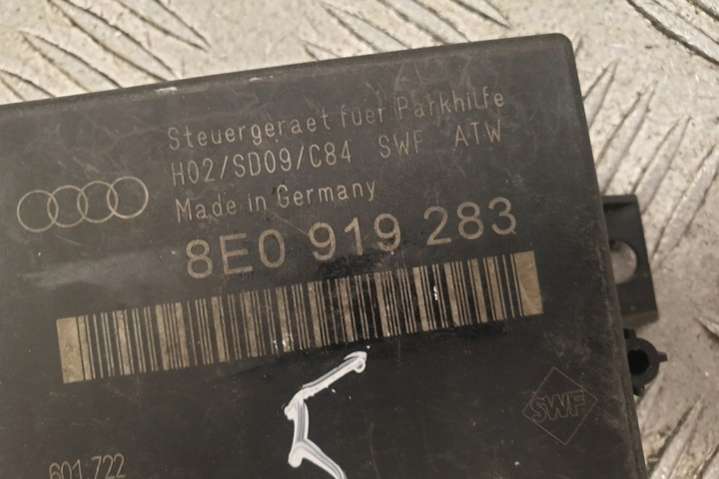 Steuergeraet fuer Parkhilfe
H02/SD09/C84 SWF ATW
Made in Germany
8E0 919 283
SWF
601 722